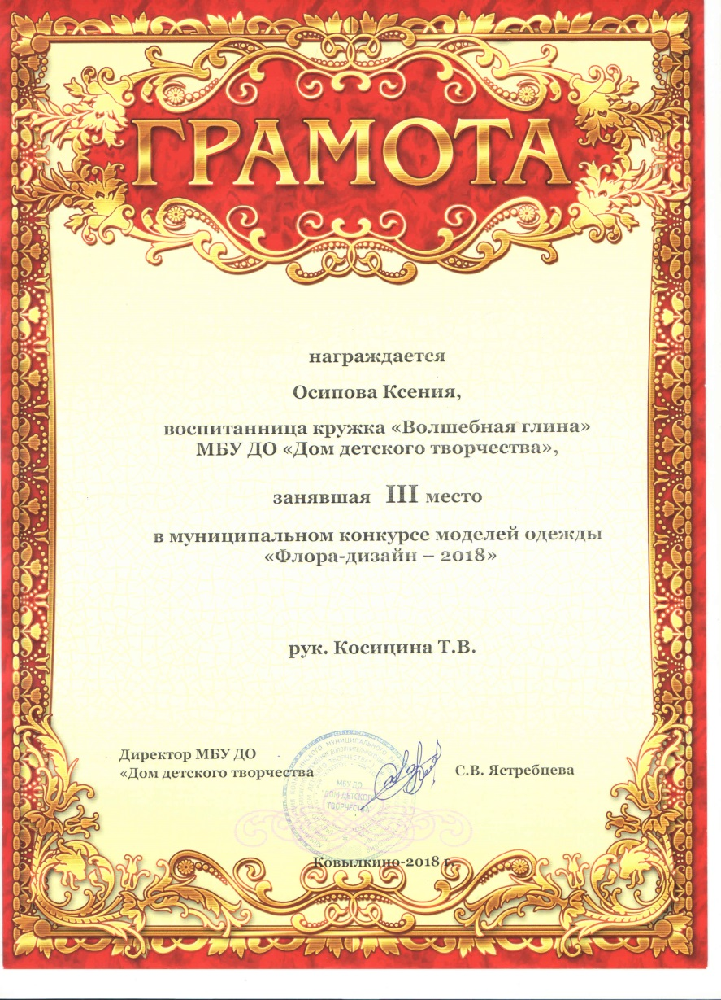 ГРАМОТА
награждается
Осипова Ксения,
воспитанница кружка «Волшебная глина»
МБУ ДО «Дом детского творчества»,
занявшая III место
в муниципальном конкурсе моделей одежды
«Флора-дизайн – 2018»
рук. Косицина Т.В.
Директор МБУ ДО
«Дом детского творчества
С.В. Ястребцева
МБУ ДО
"ДОМ ДЕТСКОГО
ТВОРЧЕСТВА"
Ковылкино-2018 г.